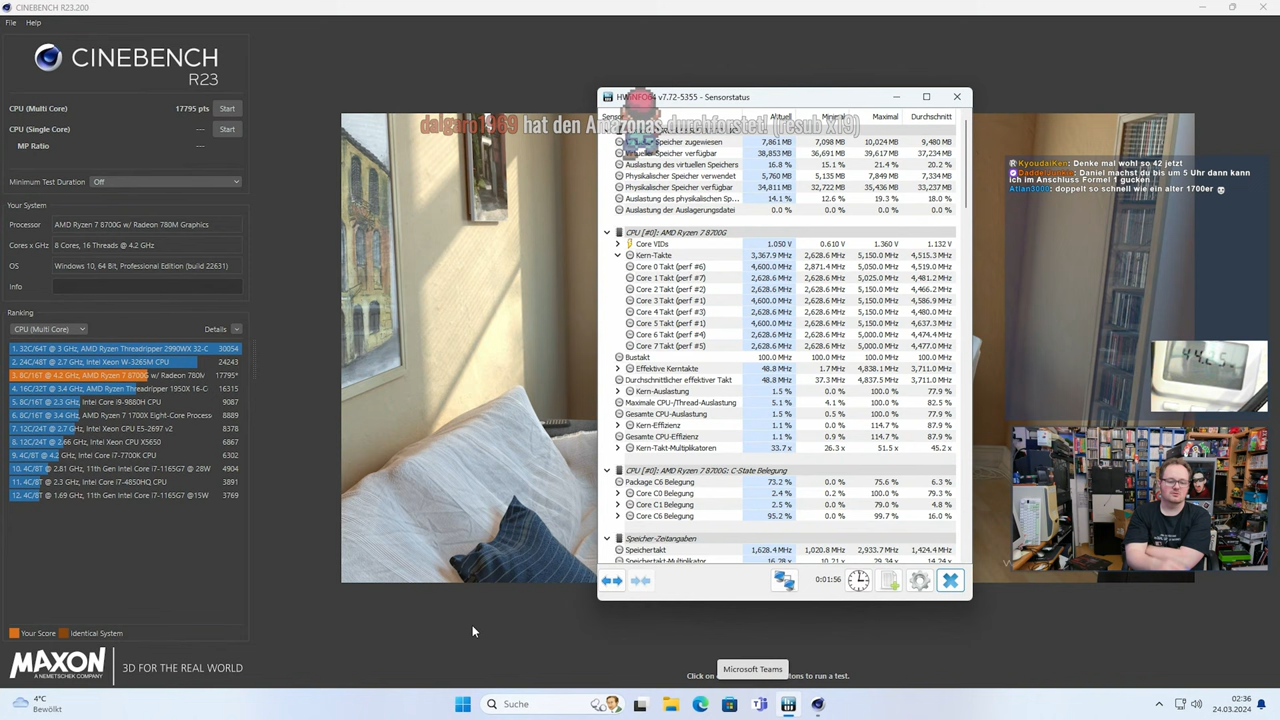 CINEBENCH R23.200
File Help
CINEBENCH
R23
CPU (Multi Core) 17795 pts Start
CPU (Single Core) --- Start
MP Ratio ---
Minimum Test Duration Off
Your System
Processor AMD Ryzen 7 8700G w/ Radeon 780M Graphics
Cores x GHz 8 Cores, 16 Threads @ 4.2 GHz
OS Windows 10, 64 Bit, Professional Edition (build 22631)
Info
Ranking
CPU (Multi Core) Details
1. 32C/64T @ 3 GHz, AMD Ryzen Threadripper 2990WX 32-C 30054
2. 24C/48T @ 2.7 GHz, Intel Xeon W-3265M CPU 24243
3. 8C/16T @ 4.2 GHz, AMD Ryzen 7 8700G w/ Radeon 780M 17795*
4. 16C/32T @ 3.4 GHz, AMD Ryzen Threadripper 1950X 16-C 16315
5. 8C/16T @ 2.3 GHz, Intel Core i9-9880H CPU 9087
6. 8C/16T @ 3.4 GHz, AMD Ryzen 7 1700X Eight-Core Process 8889
7. 12C/24T @ 2.7 GHz, Intel Xeon CPU E5-2697 v2 8378
8. 12C/24T @ 2.66 GHz, Intel Xeon CPU X5650 6867
9. 4C/8T @ 4.2 GHz, Intel Core i7-7700K CPU 6302
10. 4C/8T @ 2.81 GHz, 11th Gen Intel Core i7-1165G7 @ 28W 4904
11. 4C/8T @ 2.3 GHz, Intel Core i7-4850HQ CPU 3891
12. 4C/8T @ 1.69 GHz, 11th Gen Intel Core i7-1165G7 @15W 3769
Your Score Identical System
MAXON
A NEMETSCHEK COMPANY
3D FOR THE REAL WORLD
v7.72-5355 - Sensorstatus
dalgaro1969 hat den Amazonas durchforstet! (resub x19)
Aktuell Maximal Durchschnitt
Virtueller Speicher zugewiesen 7,861 MB 7,098 MB 10,024 MB 9,480 MB
Virtueller Speicher verfügbar 38,853 MB 36,691 MB 39,617 MB 37,234 MB
Auslastung des virtuellen Speichers 16.8 % 15.1 % 21.4 % 20.2 %
Physikalischer Speicher verwendet 5,760 MB 5,135 MB 7,849 MB 7,334 MB
Physikalischer Speicher verfügbar 34,811 MB 32,722 MB 35,436 MB 33,237 MB
Auslastung des physikalischen Sp... 14.1 % 12.6 % 19.3 % 18.0 %
Auslastung der Auslagerungsdatei 0.0 % 0.0 % 0.0 % 0.0 %
CPU [#0]: AMD Ryzen 7 8700G
Core VIDs 1.050 V 0.610 V 1.360 V 1.132 V
Kern-Takte 3,367.9 MHz 2,628.6 MHz 5,150.0 MHz 4,515.3 MHz
Core 0 Takt (perf #6) 4,600.0 MHz 2,871.4 MHz 5,050.0 MHz 4,519.0 MHz
Core 1 Takt (perf #7) 2,628.6 MHz 2,628.6 MHz 5,025.0 MHz 4,481.2 MHz
Core 2 Takt (perf #2) 2,628.6 MHz 2,628.6 MHz 5,150.0 MHz 4,466.2 MHz
Core 3 Takt (perf #1) 4,600.0 MHz 2,628.6 MHz 5,150.0 MHz 4,586.9 MHz
Core 4 Takt (perf #3) 2,628.6 MHz 2,628.6 MHz 5,150.0 MHz 4,480.0 MHz
Core 5 Takt (perf #1) 4,600.0 MHz 2,628.6 MHz 5,150.0 MHz 4,637.3 MHz
Core 6 Takt (perf #4) 2,628.6 MHz 2,628.6 MHz 5,000.0 MHz 4,474.0 MHz
Core 7 Takt (perf #5) 2,628.6 MHz 2,628.6 MHz 5,000.0 MHz 4,477.0 MHz
Bustakt 100.0 MHz 100.0 MHz 100.0 MHz 100.0 MHz
Effektive Kerntakte 48.8 MHz 1.7 MHz 4,838.1 MHz 3,711.0 MHz
Durchschnittlicher effektiver Takt 48.8 MHz 37.3 MHz 4,837.5 MHz 3,711.0 MHz
Kern-Auslastung 1.5 % 0.0 % 100.0 % 77.9 %
Maximale CPU-/Thread-Auslastung 5.1 % 4.1 % 100.0 % 82.5 %
Gesamte CPU-Auslastung 1.5 % 0.5 % 100.0 % 77.9 %
Kern-Effizienz 1.1 % 0.0 % 114.7 % 87.9 %
Gesamte CPU-Effizienz 1.1 % 0.9 % 114.7 % 87.9 %
Kern-Takt-Multiplikatoren 33.7 x 26.3 x 51.5 x 45.2 x
CPU [#0]: AMD Ryzen 7 8700G: C-State Belegung
Package C6 Belegung 73.2 % 0.0 % 75.6 % 6.3 %
Core C0 Belegung 2.4 % 0.2 % 100.0 % 79.3 %
Core C1 Belegung 2.5 % 0.0 % 79.0 % 4.8 %
Core C6 Belegung 95.2 % 0.0 % 99.7 % 16.0 %
Speicher-Zeitangaben
Speichertakt 1,628.4 MHz 1,020.8 MHz 2,933.7 MHz 1,424.4 MHz
Speichertakt-Multiplikator 16.28 x 10.21 x 29.34 x 14.24 x
0:01:56
KyoudaiKen: Denke mal wohl so 42 jetzt
DaddelJunkie: Daniel machst du bis um 5 Uhr dann kann
ich im Anschluss Formel 1 gucken
Atlan3000: doppelt so schnell wie ein alter 1700er
Microsoft Teams
Click on
ons to run a test.
4°C
Bewölkt
Suche
02:36
24.03.2024